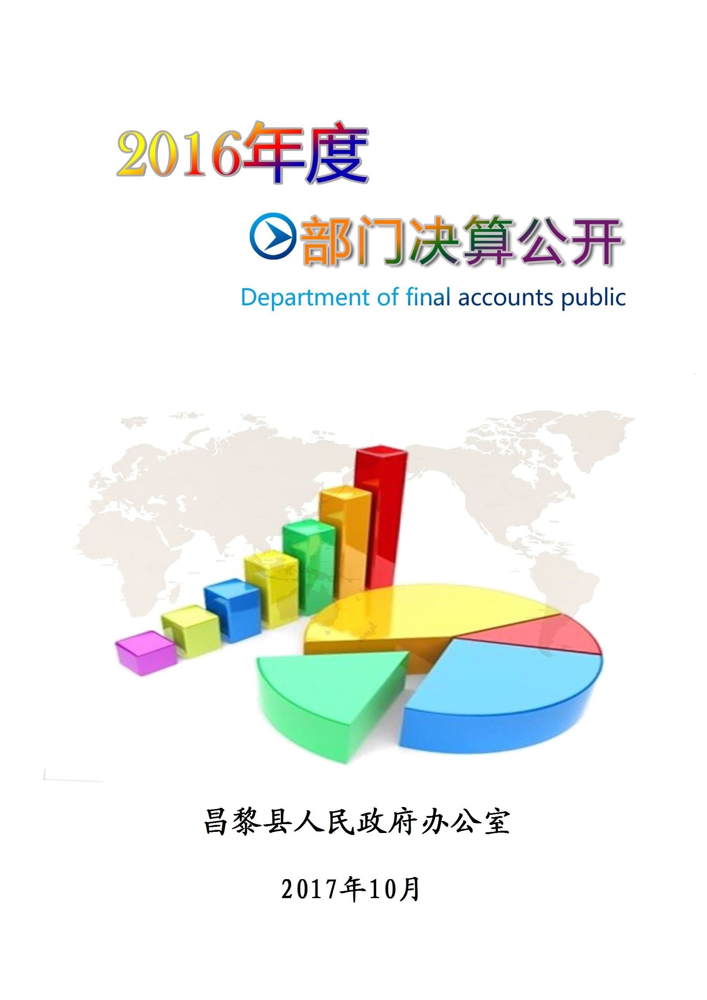 2016年度
部门决算公开
Department of final accounts public
昌黎县人民政府办公室
2017年10月